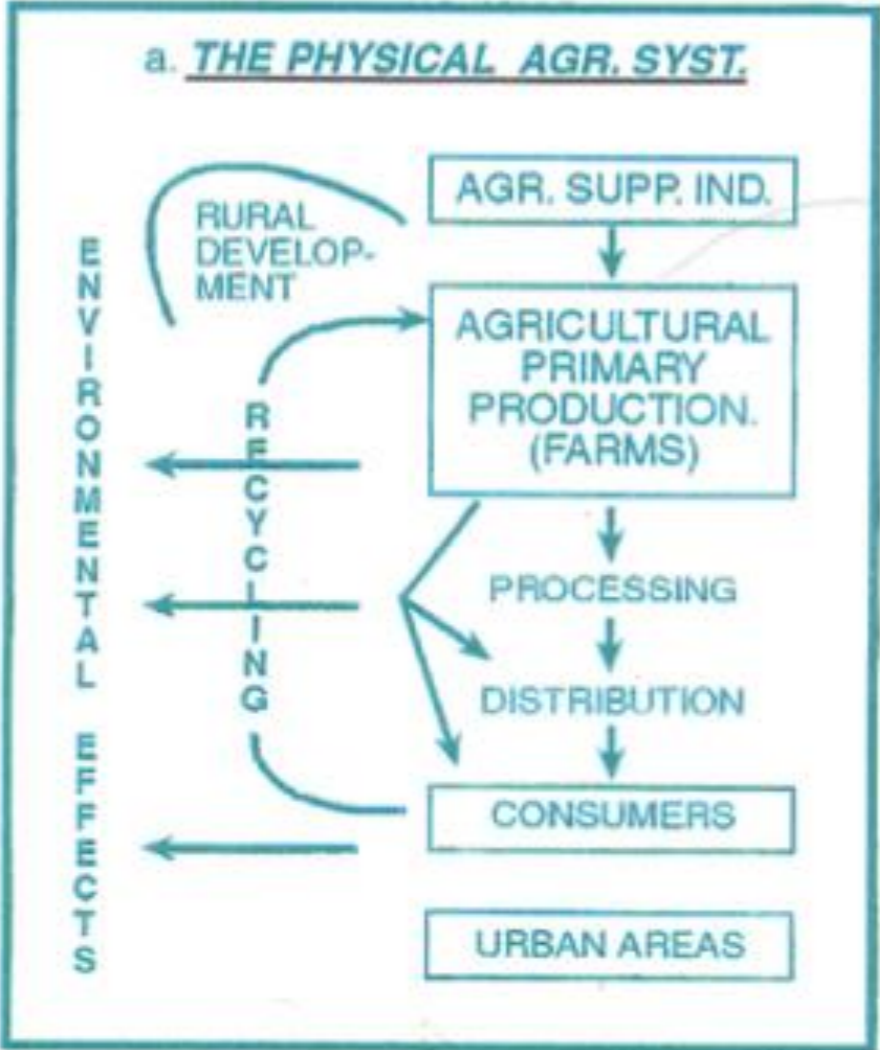 a. THE PHYSICAL AGR. SYST.
AGR. SUPP. IND.
RURAL
DEVELOP-
MENT
AGRICULTURAL
PRIMARY
PRODUCTION.
(FARMS)
RECYCLING
ENVIRONMENTAL EFFECTS
PROCESSING
DISTRIBUTION
CONSUMERS
URBAN AREAS